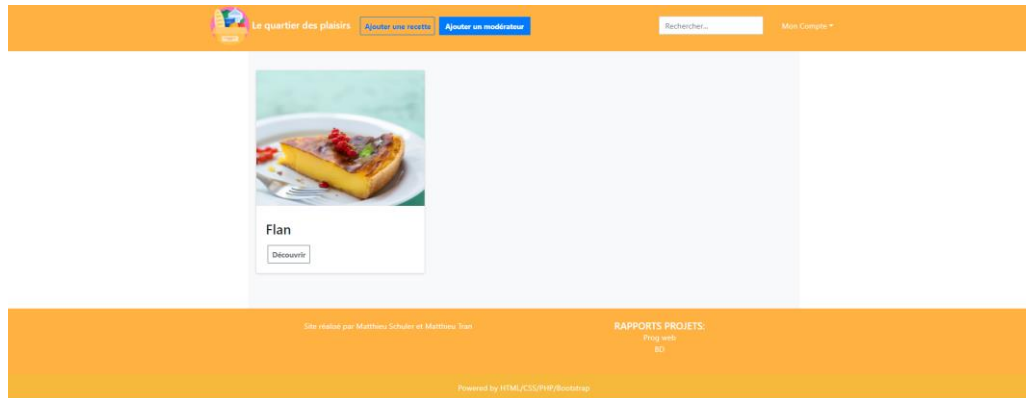 Le quartier des plaisirs Ajouter une recette Ajouter un modérateur Rechercher... Mon Compte
Flan
Découvrir
Site réalisé par Matthieu Schuler et Matthieu Tran
RAPPORTS PROJETS:
Prog web
BD
Powered by HTML/CSS/PHP/Bootstrap